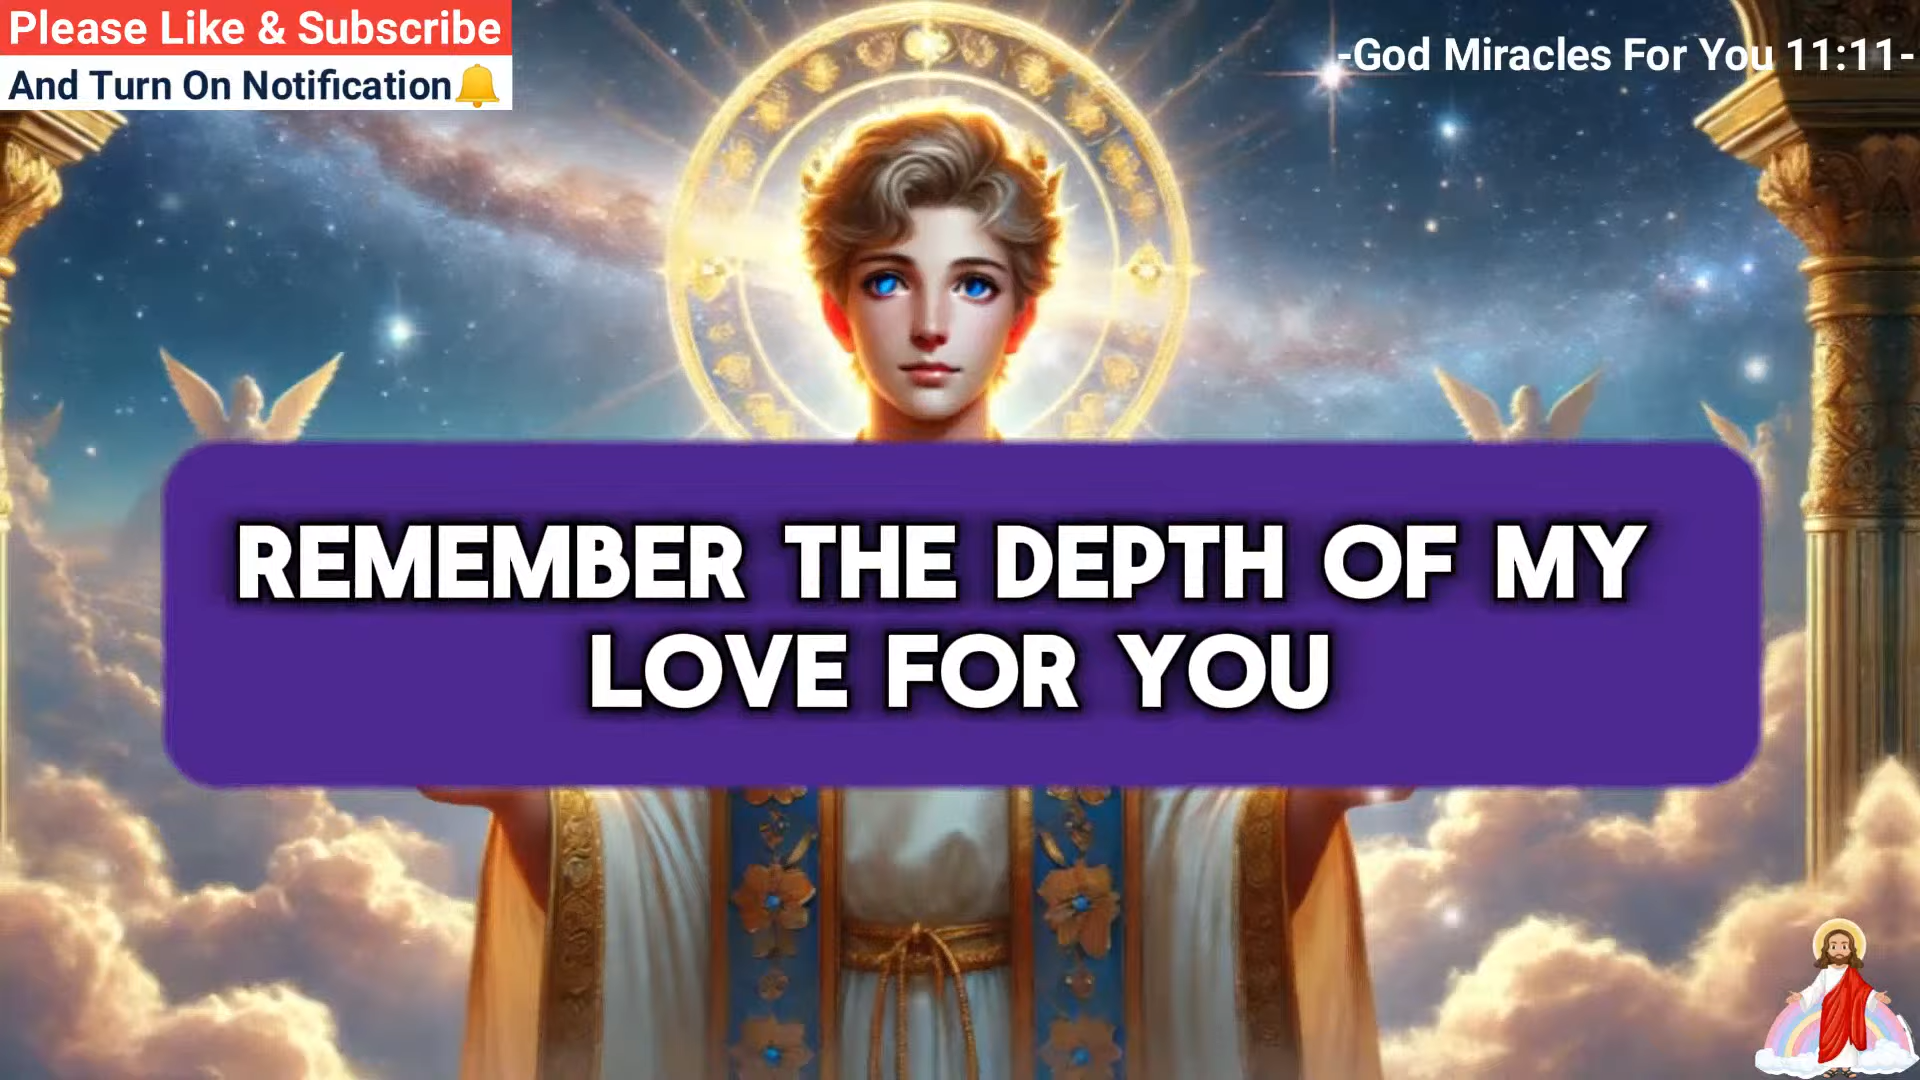 Please Like & Subscribe
And Turn On Notification🔔
-God Miracles For You 11:11-
REMEMBER THE DEPTH OF MY
LOVE FOR YOU